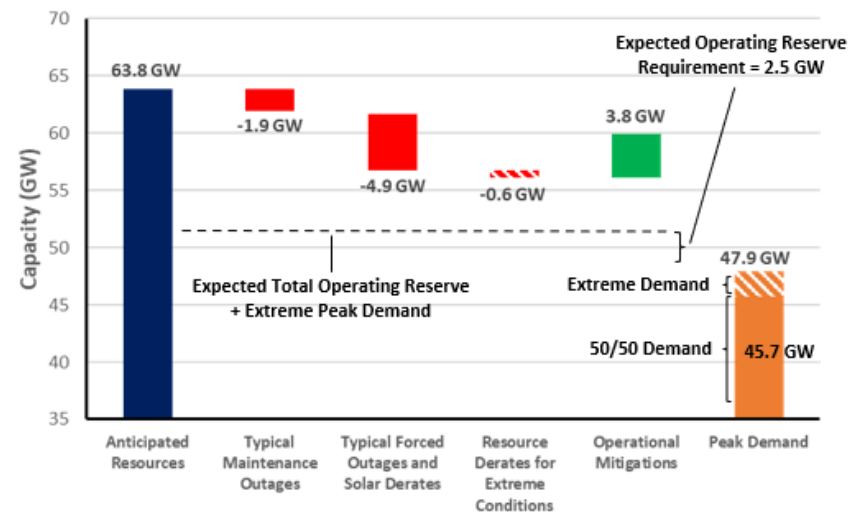 70
65
60
55
50
45
40
35
Capacity (GW)
63.8 GW
-1.9 GW
-4.9 GW
-0.6 GW
3.8 GW
Expected Operating Reserve
Requirement = 2.5 GW
47.9 GW
Expected Total Operating Reserve
+ Extreme Peak Demand
Extreme Demand
50/50 Demand
45.7 GW
Anticipated
Resources
Typical
Maintenance
Outages
Typical Forced
Outages and
Solar Derates
Resource
Derates for
Extreme
Conditions
Operational
Mitigations
Peak Demand